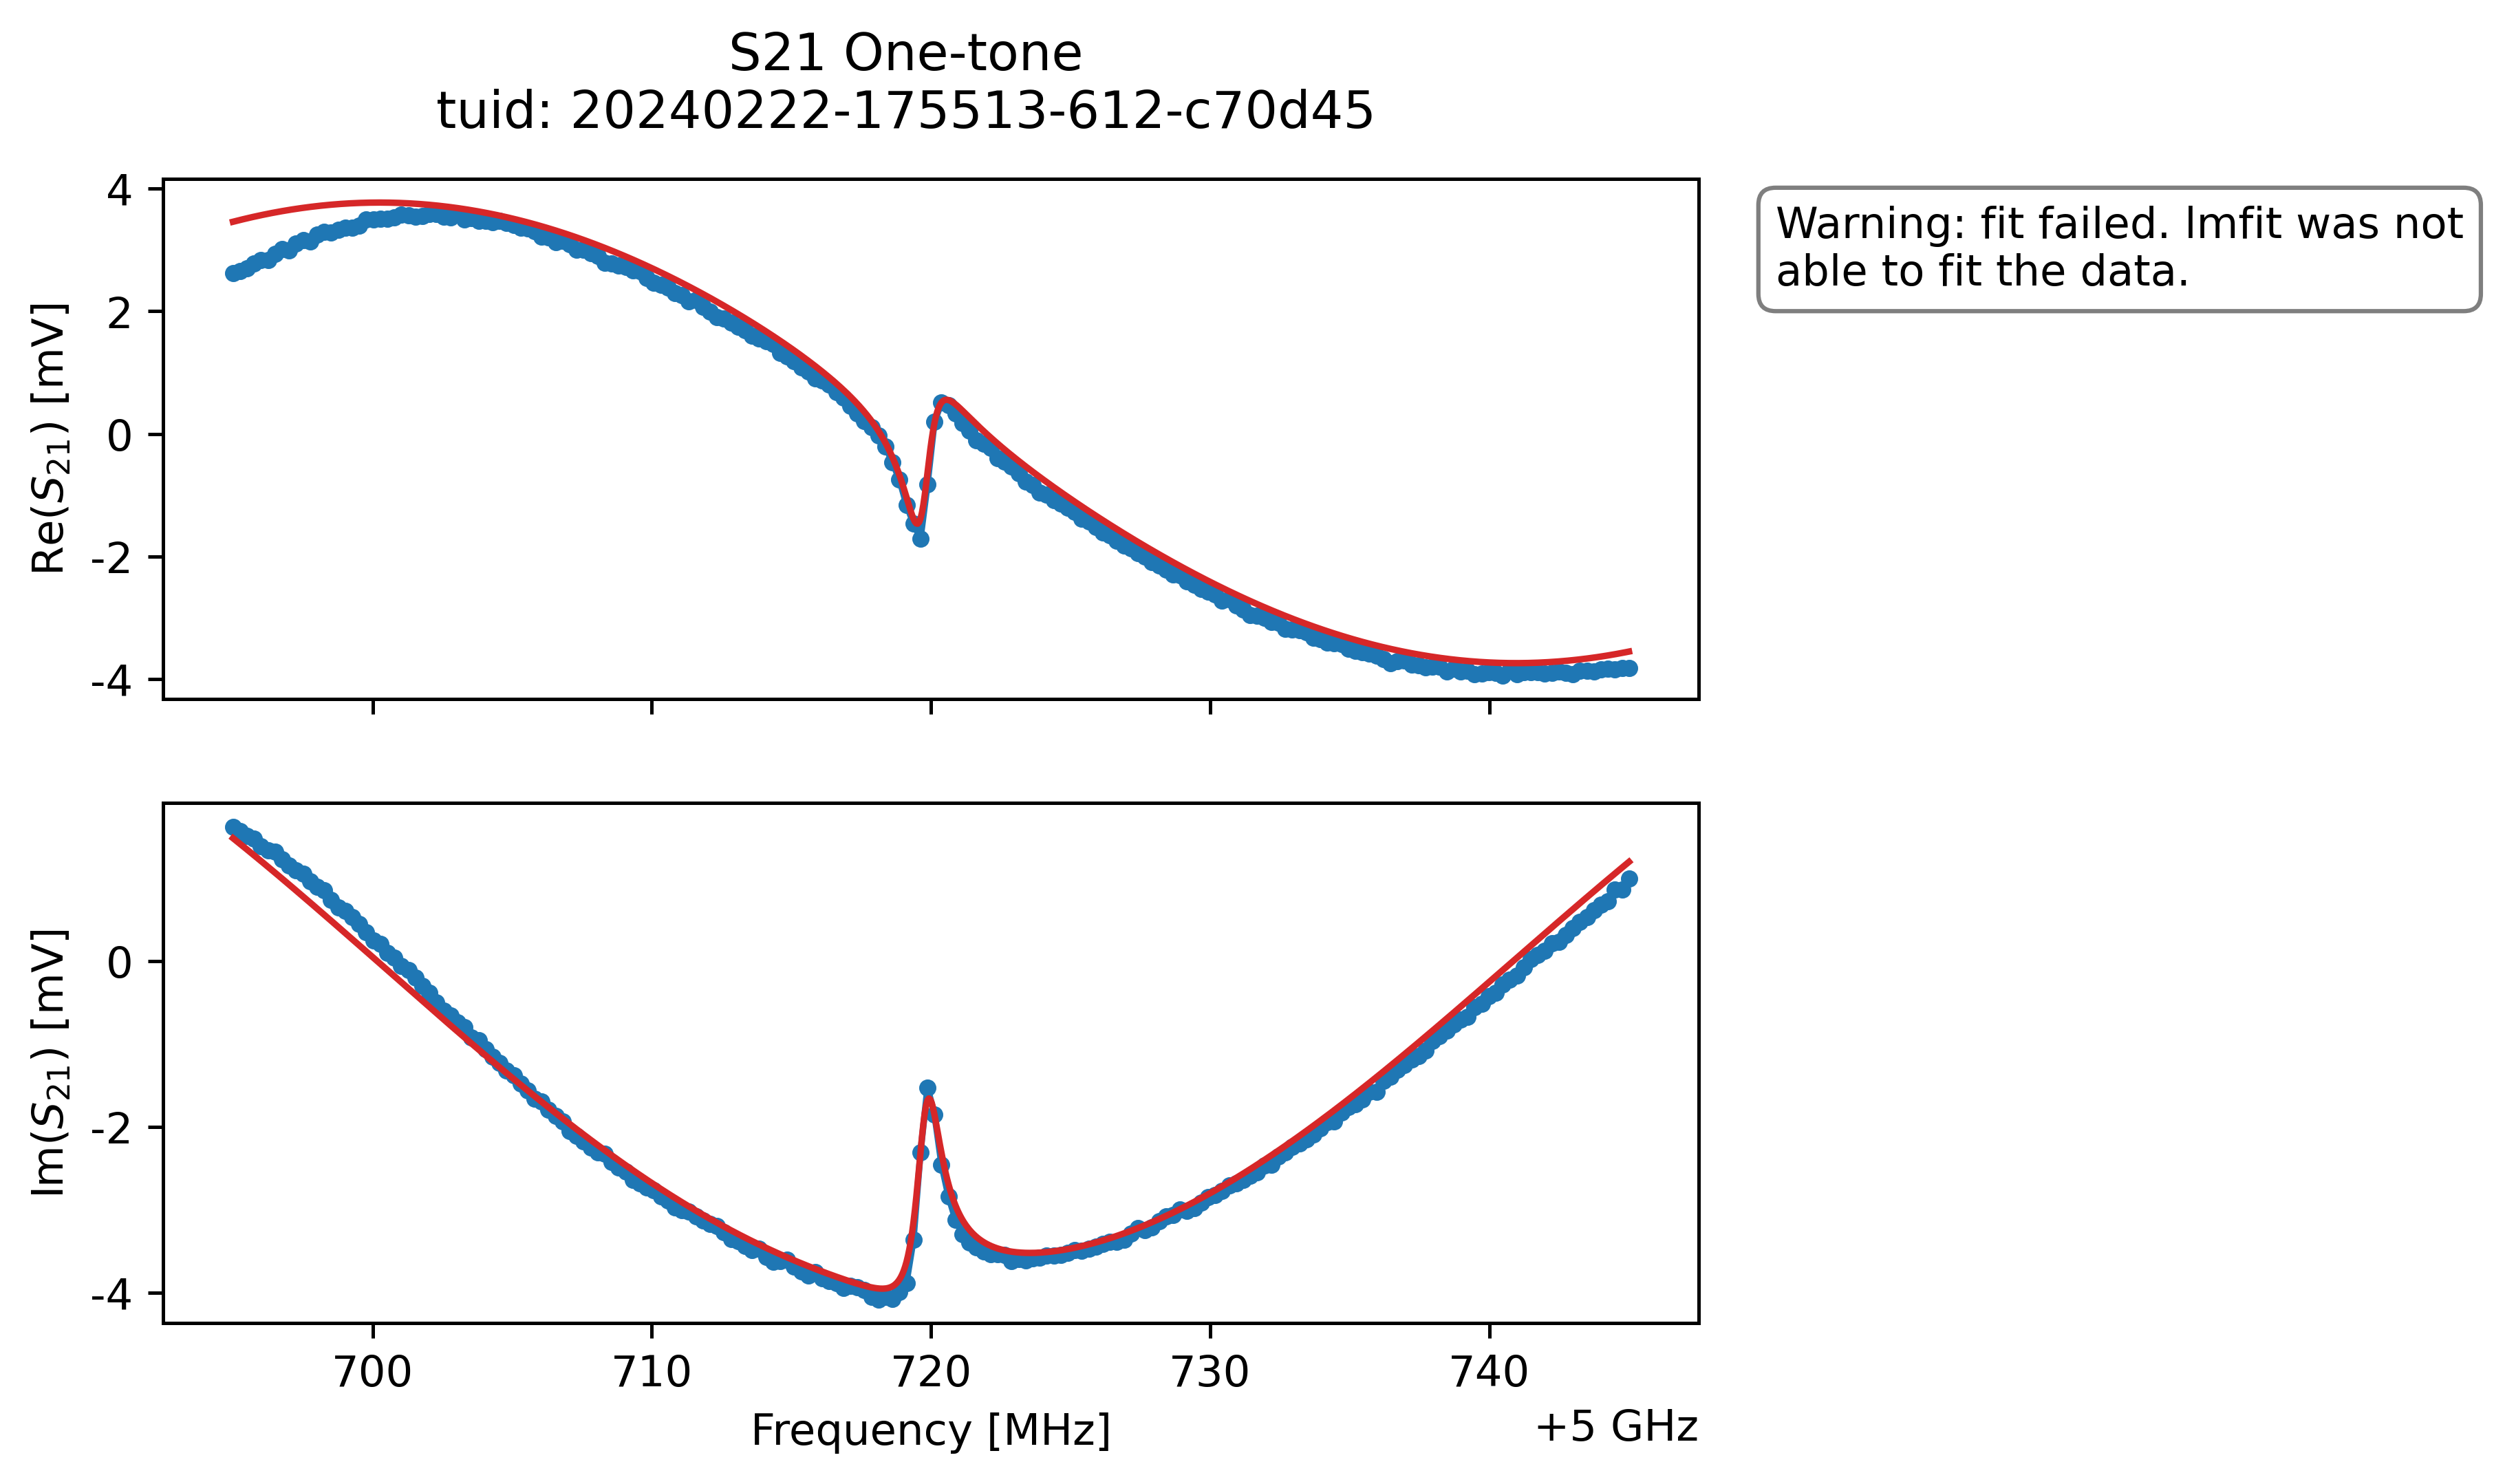 S21 One-tone
tuid: 20240222-175513-612-c70d45
Warning: fit failed. lmfit was not
able to fit the data.
4
2
0
-2
-4
Re(S₂₁) [mV]
0
-2
-4
Im(S₂₁) [mV]
700 710 720 730 740
Frequency [MHz]
+5 GHz